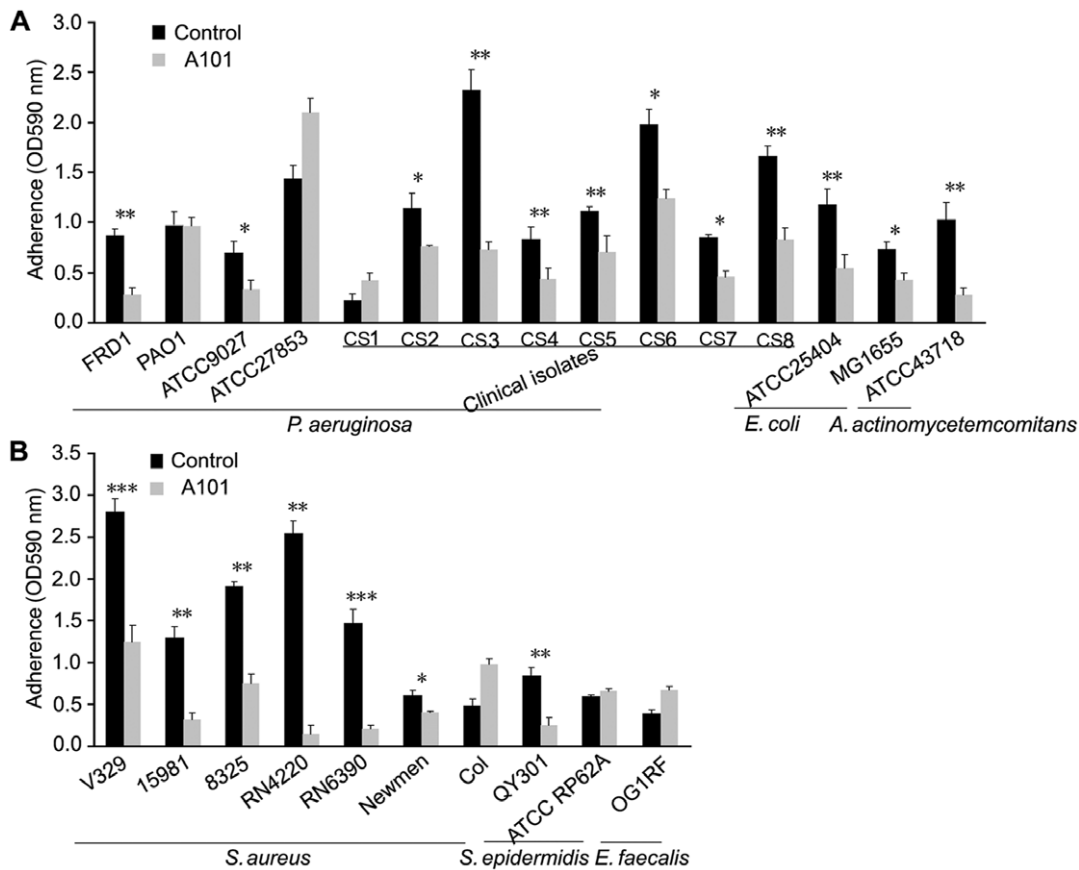 A
Adherence (OD590 nm)
3.0
2.5
2.0
1.5
1.0
0.5
0.0
Control
A101
** * * ** ** ** * * ** ** * **
FRD1 PAO1 ATCC9027 ATCC27853 CS1 CS2 CS3 CS4 CS5 CS6 CS7 CS8 ATCC25404 MG1655 ATCC43718
Clinical isolates
P. aeruginosa E. coli A. actinomycetemcomitans
B
Adherence (OD590 nm)
3.5
3.0
2.5
2.0
1.5
1.0
0.5
0.0
Control
A101
*** ** ** ** *** * **
V329 15981 8325 RN4220 RN6390 Newmen Col QY301 ATCC RP62A OG1RF
S. aureus S. epidermidis E. faecalis